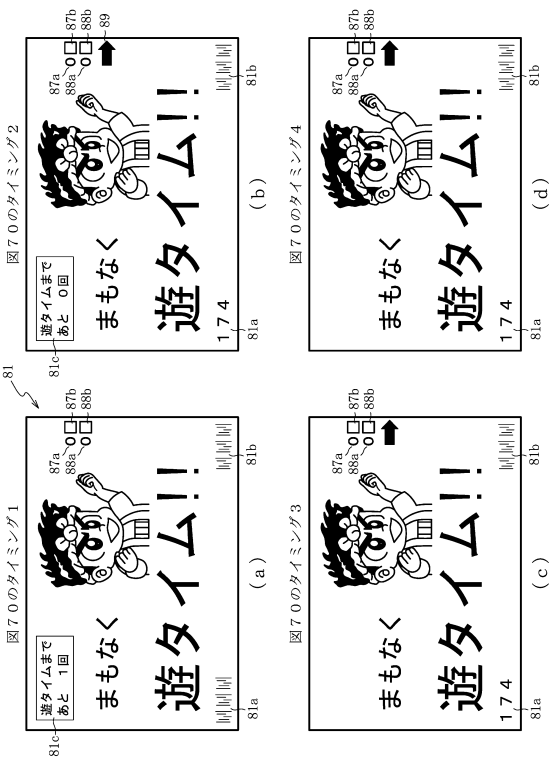 81
図70のタイミング1
81c
遊タイムまで
あと 1回
87a
87b
88a
88b
まもなく
遊タイム!!
81a
81b
(a)
図70のタイミング2
81c
遊タイムまで
あと 0回
87a
87b
88a
88b
89
まもなく
遊タイム!!
174
81a
81b
(b)
図70のタイミング3
87a
87b
88a
88b
まもなく
遊タイム!!
174
81a
81b
(c)
図70のタイミング4
87a
87b
88a
88b
まもなく
遊タイム!!
174
81a
81b
(d)